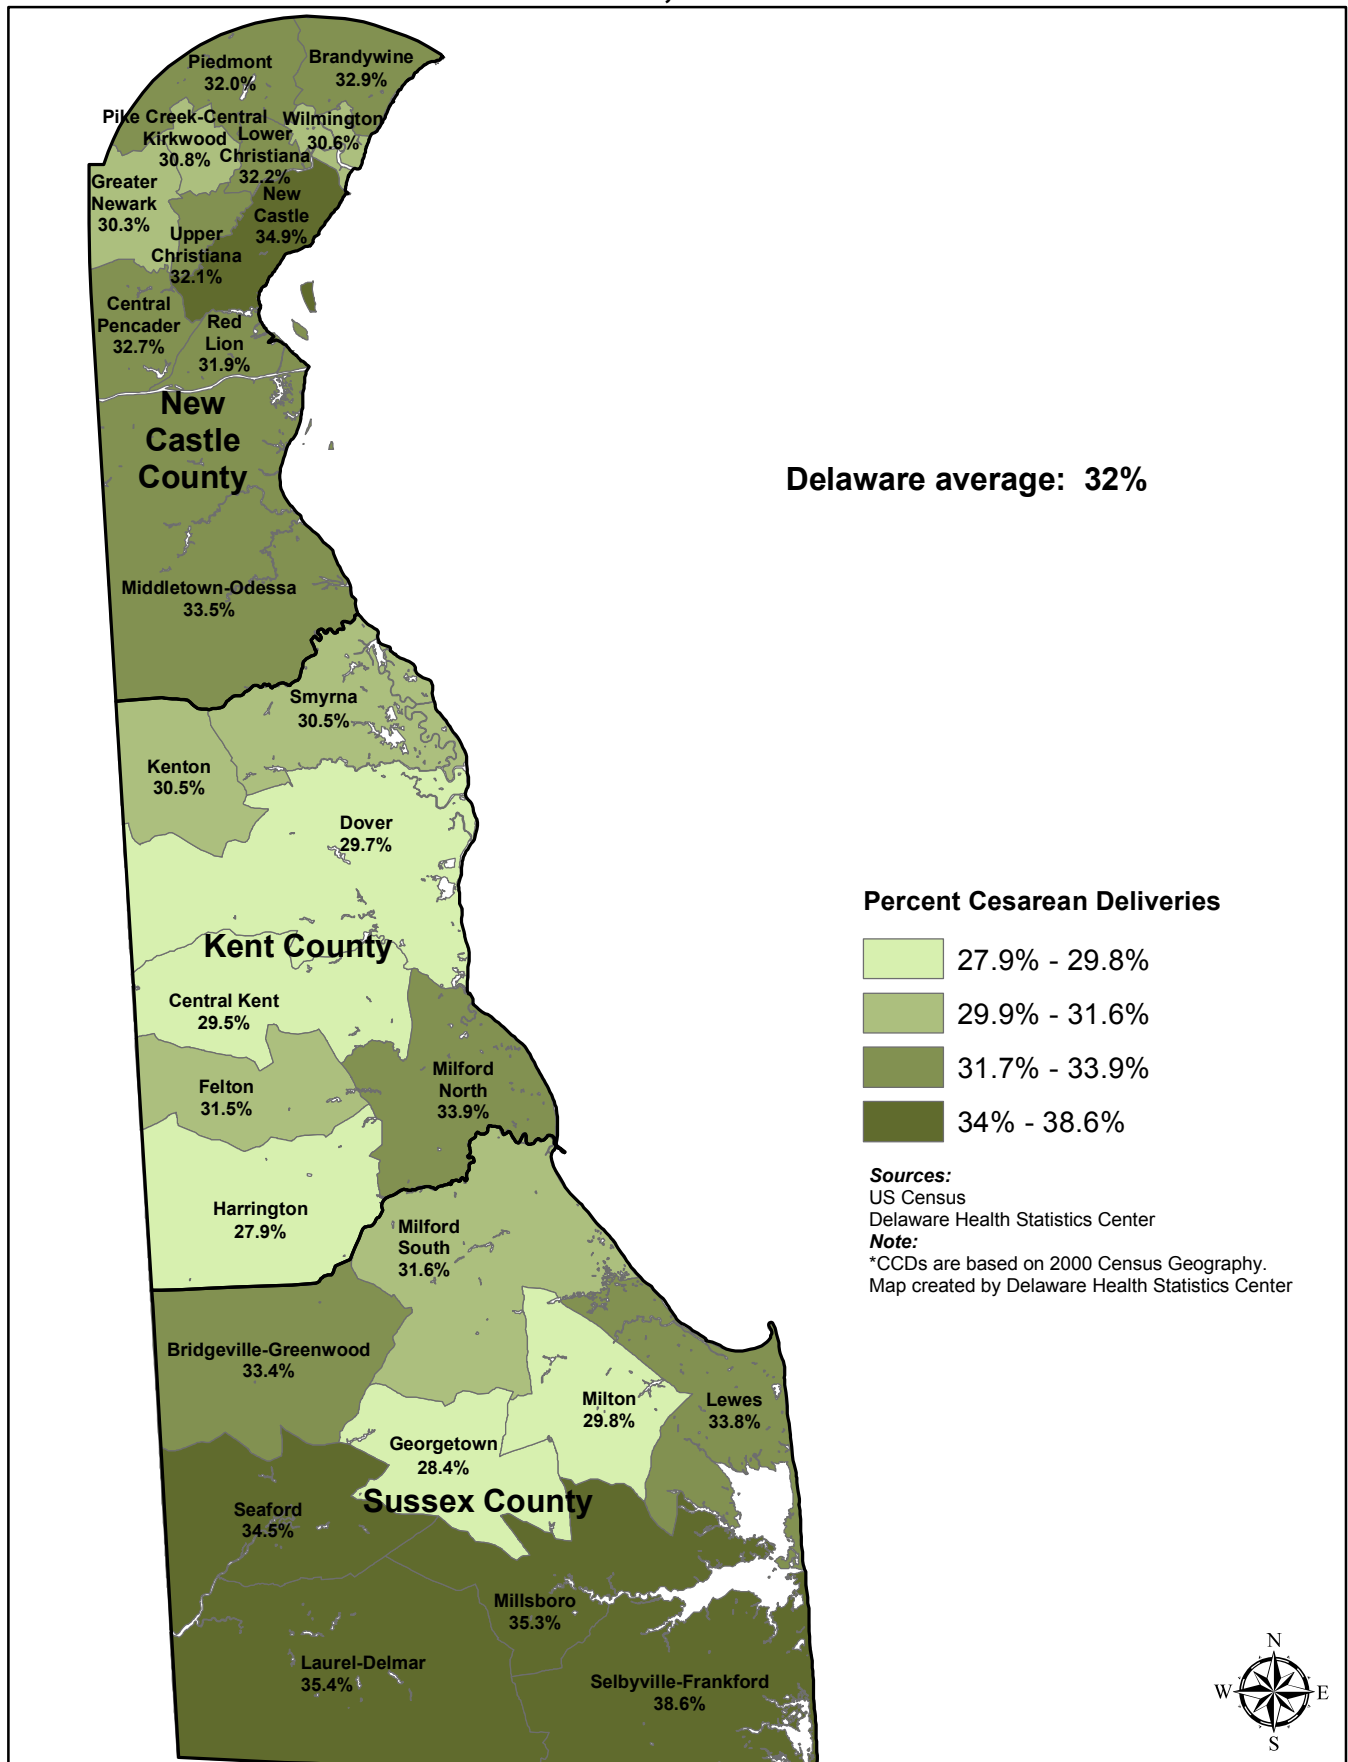 Piedmont
32.0%
Brandywine
32.9%
Pike Creek-Central
Kirkwood
30.8%
Lower
Christiana
32.2%
Wilmington
30.6%
Greater
Newark
30.3%
New
Castle
34.9%
Upper
Christiana
32.1%
Central
Pencader
32.7%
Red
Lion
31.9%
New
Castle
County
Delaware average: 32%
Middletown-Odessa
33.5%
Smyrna
30.5%
Kenton
30.5%
Dover
29.7%
Kent County
Central Kent
29.5%
Felton
31.5%
Milford
North
33.9%
Harrington
27.9%
Percent Cesarean Deliveries
27.9% - 29.8%
29.9% - 31.6%
31.7% - 33.9%
34% - 38.6%
Sources:
US Census
Delaware Health Statistics Center
Note:
*CCDs are based on 2000 Census Geography.
Map created by Delaware Health Statistics Center
Milford
South
31.6%
Bridgeville-Greenwood
33.4%
Milton
29.8%
Lewes
33.8%
Georgetown
28.4%
Sussex County
Seaford
34.5%
Millsboro
35.3%
Laurel-Delmar
35.4%
Selbyville-Frankford
38.6%
N
W E
S